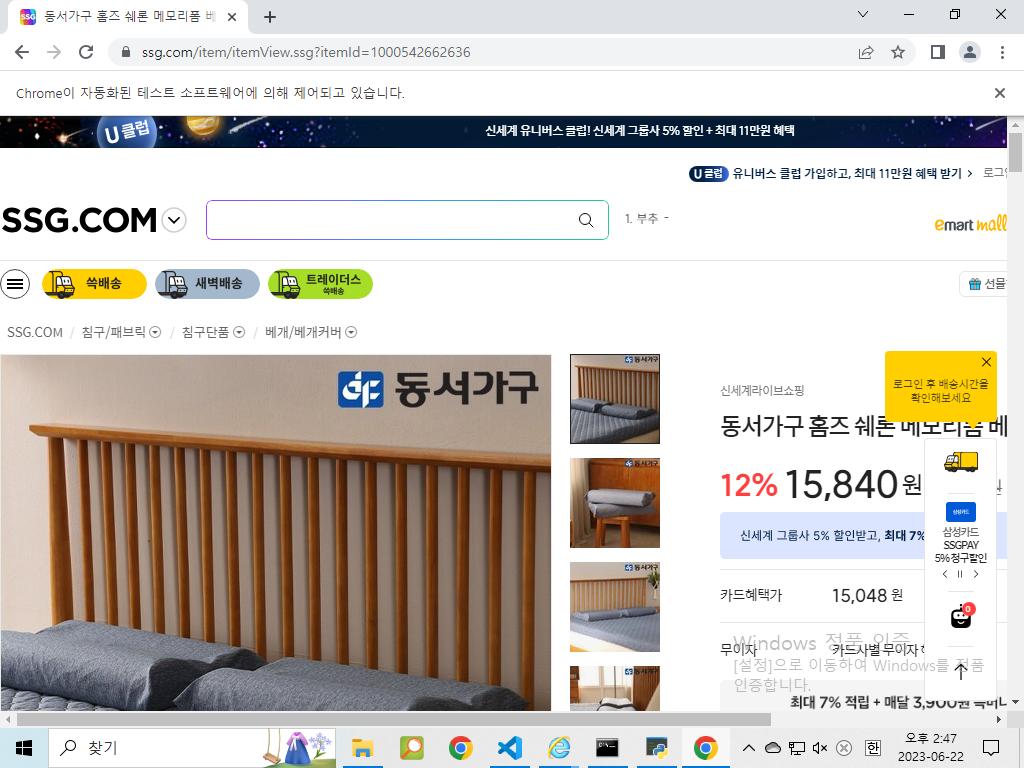 동서가구 홈즈 쉐론 메모리폼 베
ssg.com/item/itemView.ssg?itemId=1000542662636
Chrome이 자동화된 테스트 소프트웨어에 의해 제어되고 있습니다.
U 클럽
신세계 유니버스 클럽! 신세계 그룹사 5% 할인 + 최대 11만원 혜택
U 클럽 유니버스 클럽 가입하고, 최대 11만원 혜택 받기 >
로그인
SSG.COM
1. 부추 -
emart mall
쓱배송
새벽배송
트레이더스
쓱배송
선물
SSG.COM / 침구/패브릭 / 침구단품 / 베개/베개커버
동서가구
로그인 후 배송시간을
확인해보세요
신세계라이브쇼핑
동서가구 홈즈 쉐론 메모리폼 베
12% 15,840 원
신세계 그룹사 5% 할인받고, 최대 7%
삼성카드
삼성카드
SSGPAY
5% 청구할인
카드혜택가
15,048 원
0
무이자
카드사별 무이자
Windows 정품 인증
[설정]으로 이동하여 Windows를 정품
인증합니다.
최대 7% 적립 + 매달 3,900원
찾기
오후 2:47
2023-06-22
한